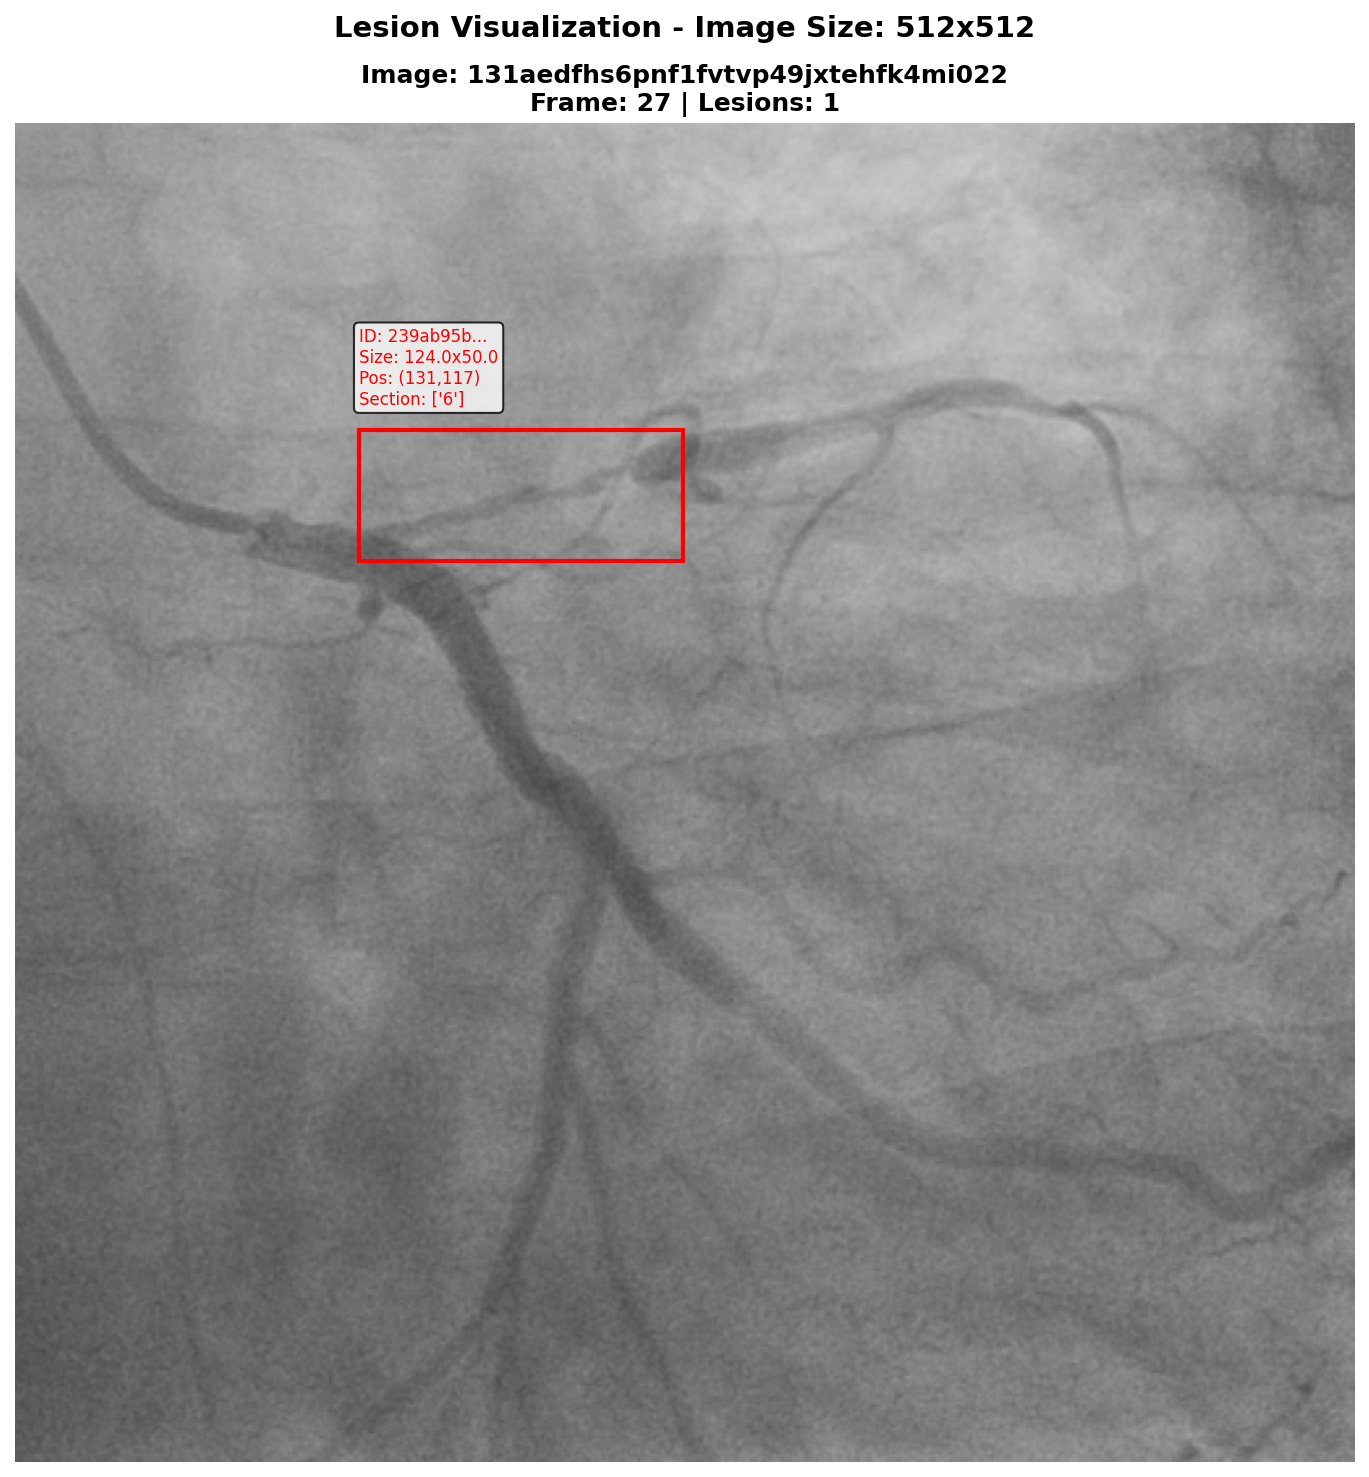 Lesion Visualization - Image Size: 512x512
Image: 131aedfhs6pnf1fvtvp49jxtehfk4mi022
Frame: 27 | Lesions: 1
ID: 239ab95b...
Size: 124.0x50.0
Pos: (131,117)
Section: ['6']